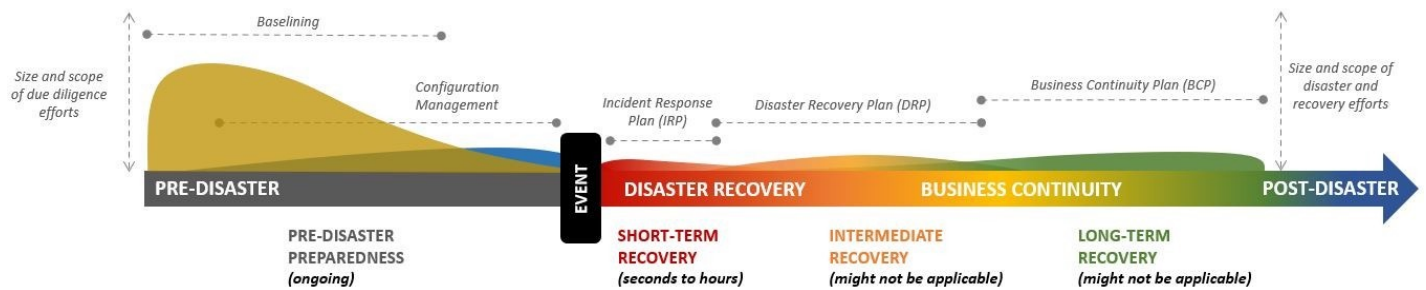 Baselining
Size and scope
of due diligence
efforts
Configuration
Management
Incident Response
Plan (IRP)
Disaster Recovery Plan (DRP)
Business Continuity Plan (BCP)
Size and scope of
disaster and
recovery efforts
PRE-DISASTER
EVENT
DISASTER RECOVERY
BUSINESS CONTINUITY
POST-DISASTER
PRE-DISASTER
PREPAREDNESS
(ongoing)
SHORT-TERM
RECOVERY
(seconds to hours)
INTERMEDIATE
RECOVERY
(might not be applicable)
LONG-TERM
RECOVERY
(might not be applicable)